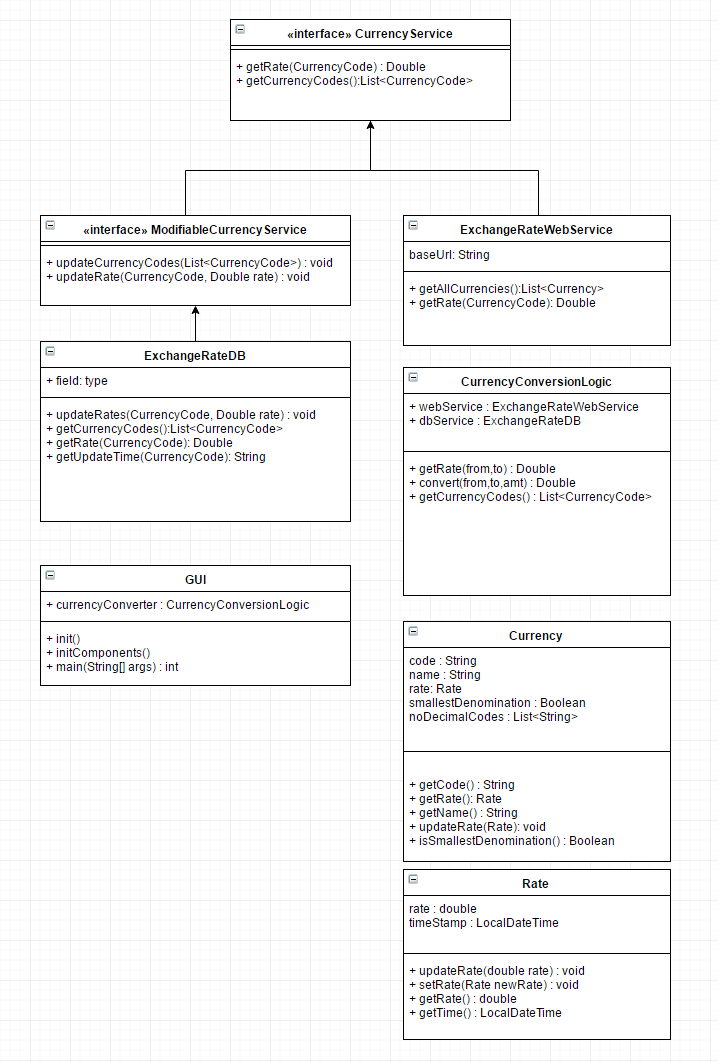 «interface» CurrencyService
+ getRate(CurrencyCode) : Double
+ getCurrencyCodes():List<CurrencyCode>
«interface» ModifiableCurrencyService
+ updateCurrencyCodes(List<CurrencyCode>) : void
+ updateRate(CurrencyCode, Double rate) : void
ExchangeRateWebService
baseUrl: String
+ getAllCurrencies():List<Currency>
+ getRate(CurrencyCode): Double
ExchangeRateDB
+ field: type
+ updateRates(CurrencyCode, Double rate) : void
+ getCurrencyCodes():List<CurrencyCode>
+ getRate(CurrencyCode): Double
+ getUpdateTime(CurrencyCode): String
CurrencyConversionLogic
+ webService : ExchangeRateWebService
+ dbService : ExchangeRateDB
+ getRate(from,to) : Double
+ convert(from,to,amt) : Double
+ getCurrencyCodes() : List<CurrencyCode>
GUI
+ currencyConverter : CurrencyConversionLogic
+ init()
+ initComponents()
+ main(String[] args) : int
Currency
code : String
name : String
rate: Rate
smallestDenomination : Boolean
noDecimalCodes : List<String>
+ getCode() : String
+ getRate(): Rate
+ getName() : String
+ updateRate(Rate): void
+ isSmallestDenomination() : Boolean
Rate
rate : double
timeStamp : LocalDateTime
+ updateRate(double rate) : void
+ setRate(Rate newRate) : void
+ getRate() : double
+ getTime() : LocalDateTime